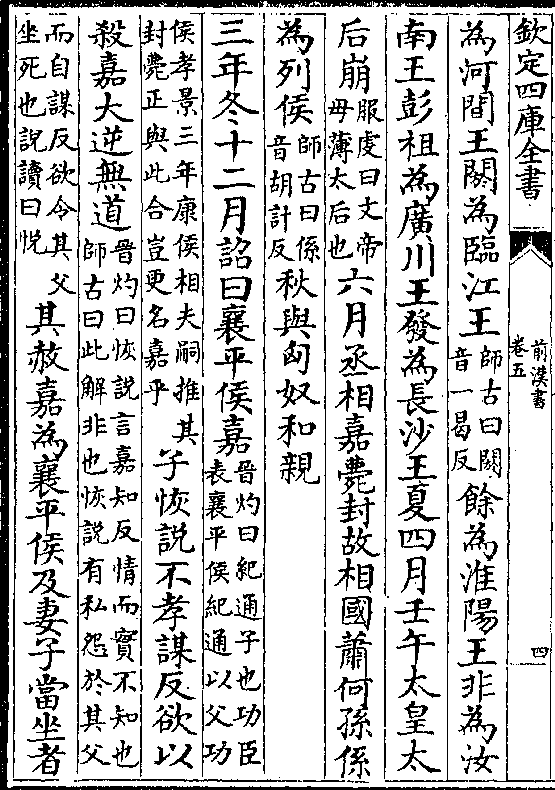 欽定四庫全書
前漢書
卷五
四
為河間王閼為臨江王師古曰閼
音一曷反餘為淮陽王非為汝
南王彭祖為廣川王發為長沙王夏四月壬午太皇太
后崩服虔曰文帝
母薄太后也六月丞相嘉薨封故相國蕭何孫係
為列侯師古曰係
音胡計反秋與匈奴和親
三年冬十二月詔曰襄平侯嘉晉灼曰紀通子也功臣
表襄平侯紀通以父功
侯孝景三年康侯相夫嗣推
封薨正與此合豈更名嘉乎其子恢說不孝謀反欲以
殺嘉大逆無道晉灼曰恢說言嘉知反情而實不知也
師古曰此解非也恢說有私怨於其父
而自謀反欲令其父
坐死也說讀曰悅其赦嘉為襄平侯及妻子當坐者